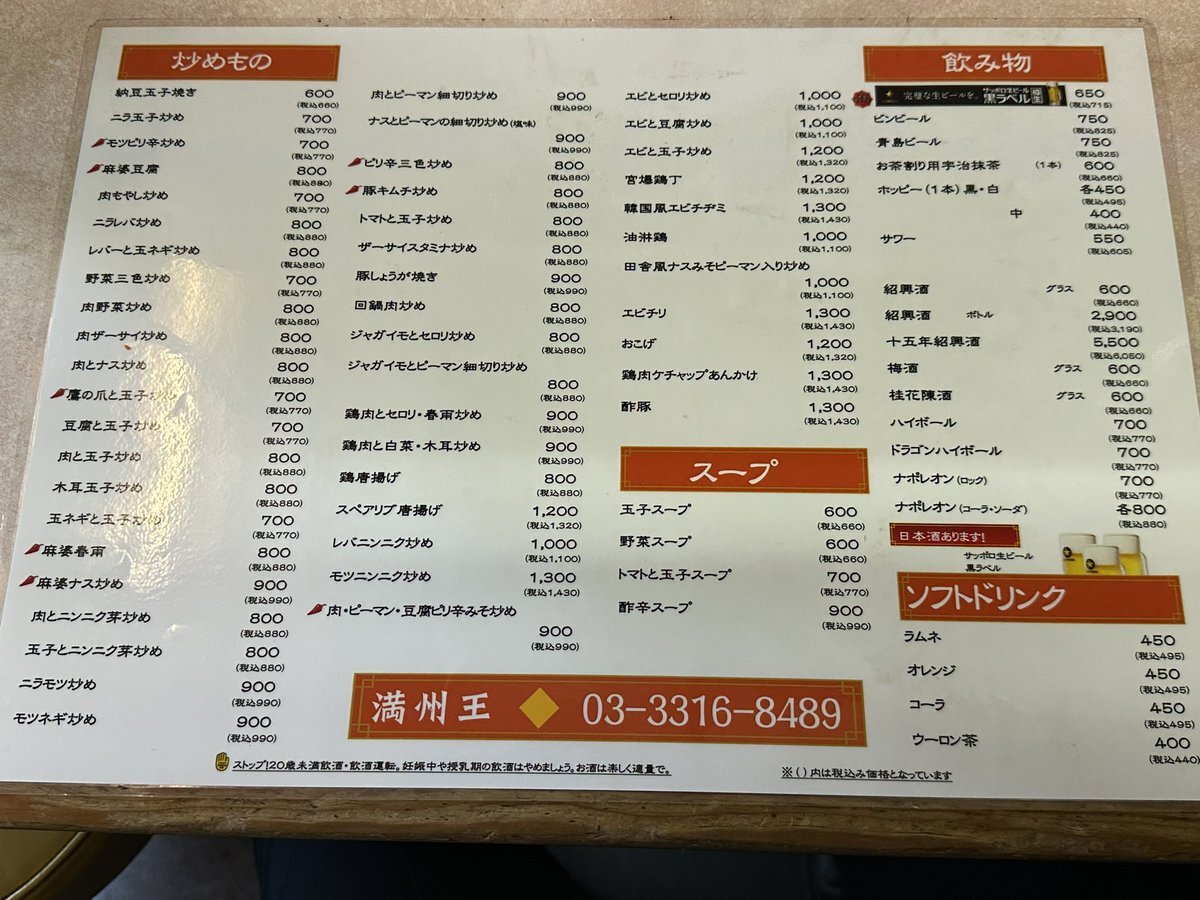 炒めもの
納豆玉子焼き 600
(税込660)
ニラ玉子炒め 700
(税込770)
モツピリ辛炒め 700
(税込770)
麻婆豆腐 800
(税込880)
肉もやし炒め 700
(税込770)
ニラレバ炒め 800
(税込880)
レバーと玉ネギ炒め 800
(税込880)
野菜三色炒め 700
(税込770)
肉野菜炒め 800
(税込880)
肉ザーサイ炒め 800
(税込880)
肉とナス炒め 800
(税込880)
鷹の爪と玉子炒め 700
(税込770)
豆腐と玉子炒め 700
(税込770)
肉と玉子炒め 800
(税込880)
木耳玉子炒め 800
(税込880)
玉ネギと玉子炒め 700
(税込770)
麻婆春雨 800
(税込880)
麻婆ナス炒め 900
(税込990)
肉とニンニク芽炒め 800
(税込880)
玉子とニンニク芽炒め 800
(税込880)
ニラモツ炒め 900
(税込990)
モツネギ炒め 900
(税込990)
肉とピーマン細切り炒め 900
(税込990)
ナスとピーマンの細切り炒め(塩味)
900
(税込990)
ピリ辛三色炒め 800
(税込880)
豚キムチ炒め 800
(税込880)
トマトと玉子炒め 800
(税込880)
ザーサイスタミナ炒め 800
(税込880)
豚しょうが焼き 900
(税込990)
回鍋肉炒め 800
(税込880)
ジャガイモとセロリ炒め 800
(税込880)
ジャガイモとピーマン細切り炒め
800
(税込880)
鶏肉とセロリ・春雨炒め 900
(税込990)
鶏肉と白菜・木耳炒め 900
(税込990)
鶏唐揚げ 800
(税込880)
スペアリブ唐揚げ 1,200
(税込1,320)
レバニンニク炒め 1,000
(税込1,100)
モツニンニク炒め 1,300
(税込1,430)
肉・ピーマン・豆腐ピリ辛みそ炒め
900
(税込990)
エビとセロリ炒め 1,000
(税込1,100)
エビと豆腐炒め 1,000
(税込1,100)
エビと玉子炒め 1,200
(税込1,320)
宮爆鶏丁 1,200
(税込1,320)
韓国風エビチヂミ 1,300
(税込1,430)
油淋鶏 1,000
(税込1,100)
田舎風ナスみそピーマン入り炒め
1,000
(税込1,100)
エビチリ 1,300
(税込1,430)
おこげ 1,200
(税込1,320)
鶏肉ケチャップあんかけ 1,300
(税込1,430)
酢豚 1,300
(税込1,430)
スープ
玉子スープ 600
(税込660)
野菜スープ 600
(税込660)
トマトと玉子スープ 700
(税込770)
酢辛スープ 900
(税込990)
飲み物
完璧な生ビールを。 サッポロ生ビール 黒ラベル 樽生 650
(税込715)
ビンビール 750
(税込825)
青島ビール 750
(税込825)
お茶割り用宇治抹茶 (1本) 600
(税込660)
ホッピー(1本)黒・白 各450
(税込495)
中 400
(税込440)
サワー 550
(税込605)
紹興酒 グラス 600
(税込660)
紹興酒 ボトル 2,900
(税込3,190)
十五年紹興酒 5,500
(税込6,050)
梅酒 グラス 600
(税込660)
桂花陳酒 グラス 600
(税込660)
ハイボール 700
(税込770)
ドラゴンハイボール 700
(税込770)
ナポレオン(ロック) 700
(税込770)
ナポレオン(コーラ・ソーダ) 各800
(税込880)
日本酒あります!
サッポロ生ビール
黒ラベル
ソフトドリンク
ラムネ 450
(税込495)
オレンジ 450
(税込495)
コーラ 450
(税込495)
ウーロン茶 400
(税込440)
満州王 03-3316-8489
ストップ!20歳未満飲酒・飲酒運転。妊娠中や授乳期の飲酒はやめましょう。お酒は楽しく適量で。
※()内は税込み価格となっています